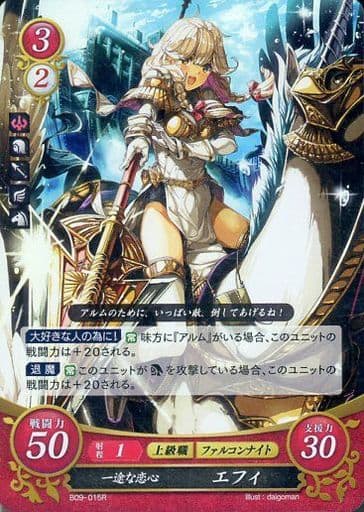 3
2
アルムのために、いっぱい敵、倒してあげるね！
大好きな人の為に！ 常 味方に『アルム』がいる場合、このユニットの
戦闘力は＋20される。
退魔 常 このユニットが を攻撃している場合、このユニットの
戦闘力は＋20される。
戦闘力 50
射程 1
上級職 ファルコンナイト
支援力 30
一途な恋心 エフィ
B09-015R
Illust：daigoman